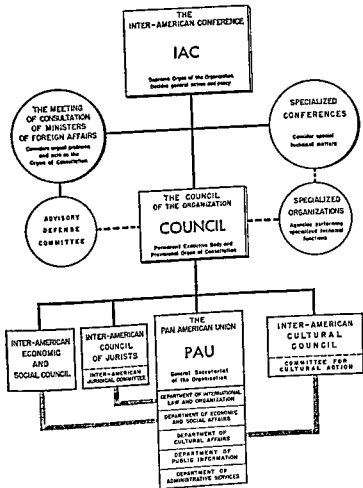 THE
INTER-AMERICAN CONFERENCE
IAC
Supreme Organ of the Organization
Decides general action and policy
THE MEETING
OF CONSULTATION
OF MINISTERS
OF FOREIGN AFFAIRS
Considers urgent problems
and acts as the
Organ of Consultation
SPECIALIZED
CONFERENCES
Consider special
technical matters
ADVISORY
DEFENSE
COMMITTEE
THE COUNCIL
OF THE ORGANIZATION
COUNCIL
Permanent Executive Body and
Provisional Organ of Consultation
SPECIALIZED
ORGANIZATIONS
Agencies performing
specialized technical
functions
INTER-AMERICAN
ECONOMIC
AND
SOCIAL COUNCIL
INTER-AMERICAN
COUNCIL
OF JURISTS
INTER-AMERICAN
JURIDICAL COMMITTEE
THE
PAN AMERICAN UNION
PAU
General Secretariat
of the Organization
DEPARTMENT OF INTERNATIONAL
LAW AND ORGANIZATION
DEPARTMENT OF ECONOMIC
AND SOCIAL AFFAIRS
DEPARTMENT OF
CULTURAL AFFAIRS
DEPARTMENT OF
PUBLIC INFORMATION
DEPARTMENT OF
ADMINISTRATIVE SERVICES
INTER-AMERICAN
CULTURAL
COUNCIL
COMMITTEE FOR
CULTURAL ACTION